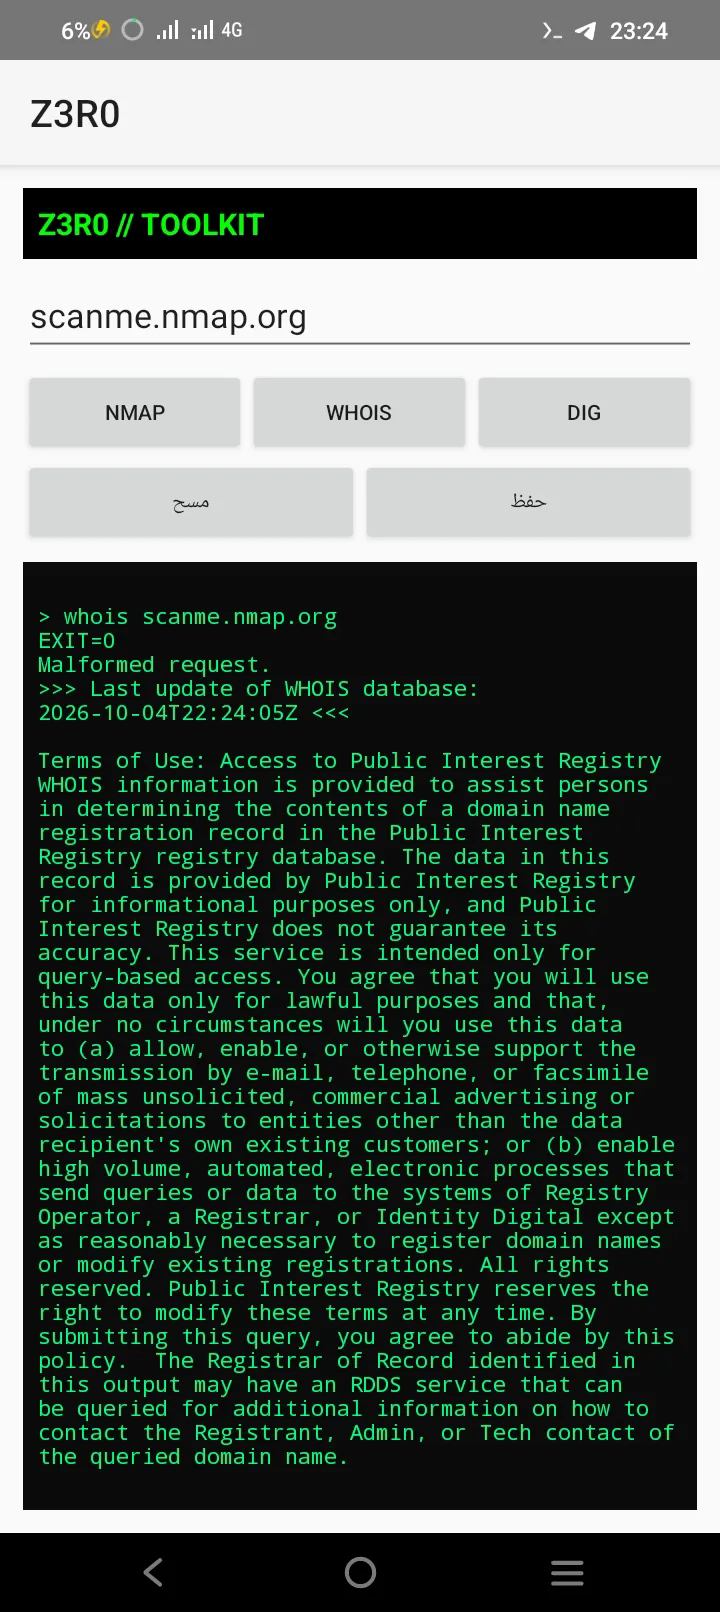 6% 4G 23:24
Z3R0
Z3R0 // TOOLKIT
scanme.nmap.org
NMAP WHOIS DIG
مسح حفظ
> whois scanme.nmap.org
EXIT=0
Malformed request.
>>> Last update of WHOIS database:
2026-10-04T22:24:05Z <<<
Terms of Use: Access to Public Interest Registry
WHOIS information is provided to assist persons
in determining the contents of a domain name
registration record in the Public Interest
Registry registry database. The data in this
record is provided by Public Interest Registry
for informational purposes only, and Public
Interest Registry does not guarantee its
accuracy. This service is intended only for
query-based access. You agree that you will use
this data only for lawful purposes and that,
under no circumstances will you use this data
to (a) allow, enable, or otherwise support the
transmission by e-mail, telephone, or facsimile
of mass unsolicited, commercial advertising or
solicitations to entities other than the data
recipient's own existing customers; or (b) enable
high volume, automated, electronic processes that
send queries or data to the systems of Registry
Operator, a Registrar, or Identity Digital except
as reasonably necessary to register domain names
or modify existing registrations. All rights
reserved. Public Interest Registry reserves the
right to modify these terms at any time. By
submitting this query, you agree to abide by this
policy.  The Registrar of Record identified in
this output may have an RDDS service that can
be queried for additional information on how to
contact the Registrant, Admin, or Tech contact of
the queried domain name.